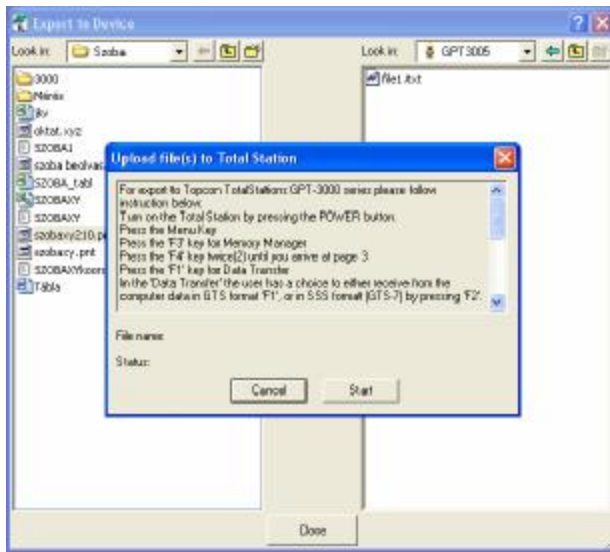 Export to Device
Look in: Szoba
Look in: GPT3005
3000
Mérés
jkv
oktat.xyz
SZOBA1
szoba beolvas
SZOBA_tabl
SZOBAXY
SZOBAXY
szobaxy210.p
szobaxy.pnt
SZOBAXYkoord
Tábla
file1.txt
Upload file(s) to Total Station
For export to Topcom TotalStations GPT-3000 series please follow
instruction below:
Turn on the Total Station by pressing the POWER button.
Press the Menu Key
Press the 'F3' key for Memory Manager
Press the 'F4' key twice(2) until you arrive at page 3
Press the 'F1' key for Data Transfer
In the 'Data Transfer' the user has a choice to either receive from the
computer data in GTS format 'F1', or in SSS format (GTS-7) by pressing 'F2'.
File name:
Status:
Cancel
Start
Close